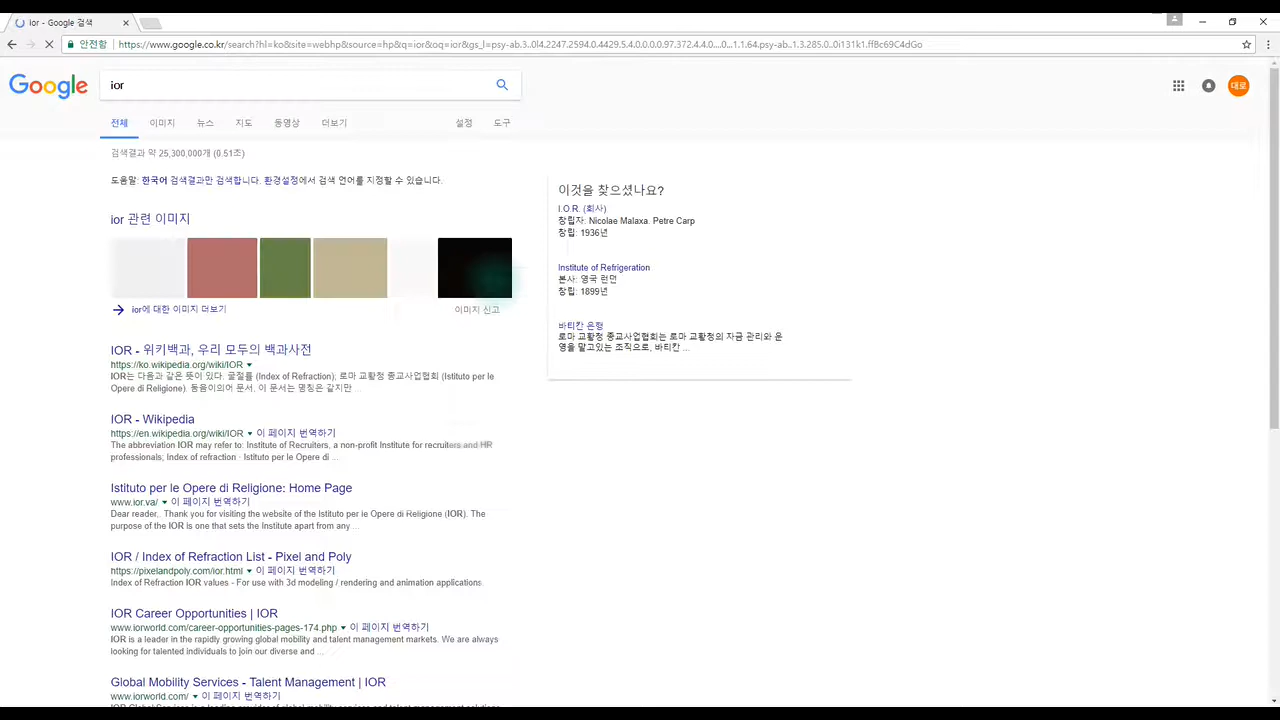 ior - Google 검색
안전함 https://www.google.co.kr/search?hl=ko&site=webhp&source=hp&q=ior&oq=ior&gs_l=psy-ab.3..0l4.2247.2594.0.4429.5.4.0.0.0.0.97.372.4.4.0....0...1.1.64.psy-ab..1.3.285.0..0i131k1.ffBc69C4dGo
Google
ior
대로
전체 이미지 뉴스 지도 동영상 더보기 설정 도구
검색결과 약 25,300,000개 (0.51초)
도움말: 한국어 검색결과만 검색합니다. 환경설정에서 검색 언어를 지정할 수 있습니다.
ior 관련 이미지
ior에 대한 이미지 더보기
이미지 신고
IOR - 위키백과, 우리 모두의 백과사전
https://ko.wikipedia.org/wiki/IOR
IOR는 다음과 같은 뜻이 있다. 굴절률 (Index of Refraction); 로마 교황청 종교사업협회 (Istituto per le
Opere di Religione). 동음이의어 문서, 이 문서는 명칭은 같지만 ...
IOR - Wikipedia
https://en.wikipedia.org/wiki/IOR 이 페이지 번역하기
The abbreviation IOR may refer to: Institute of Recruiters, a non-profit Institute for recruiters and HR
professionals; Index of refraction · Istituto per le Opere di ...
Istituto per le Opere di Religione: Home Page
www.ior.va/ 이 페이지 번역하기
Dear reader,. Thank you for visiting the website of the Istituto per le Opere di Religione (IOR). The
purpose of the IOR is one that sets the Institute apart from any ...
IOR / Index of Refraction List - Pixel and Poly
https://pixelandpoly.com/ior.html 이 페이지 번역하기
Index of Refraction IOR values - For use with 3d modeling / rendering and animation applications.
IOR Career Opportunities | IOR
www.iorworld.com/career-opportunities-pages-174.php 이 페이지 번역하기
IOR is a leader in the rapidly growing global mobility and talent management markets. We are always
looking for talented individuals to join our diverse and ...
Global Mobility Services - Talent Management | IOR
www.iorworld.com/ 이 페이지 번역하기
이것을 찾으셨나요?
I.O.R. (회사)
창립자: Nicolae Malaxa, Petre Carp
창립: 1936년
Institute of Refrigeration
본사: 영국 런던
창립: 1899년
바티칸 은행
로마 교황청 종교사업협회는 로마 교황청의 자금 관리와 운
영을 맡고있는 조직으로, 바티칸 ...